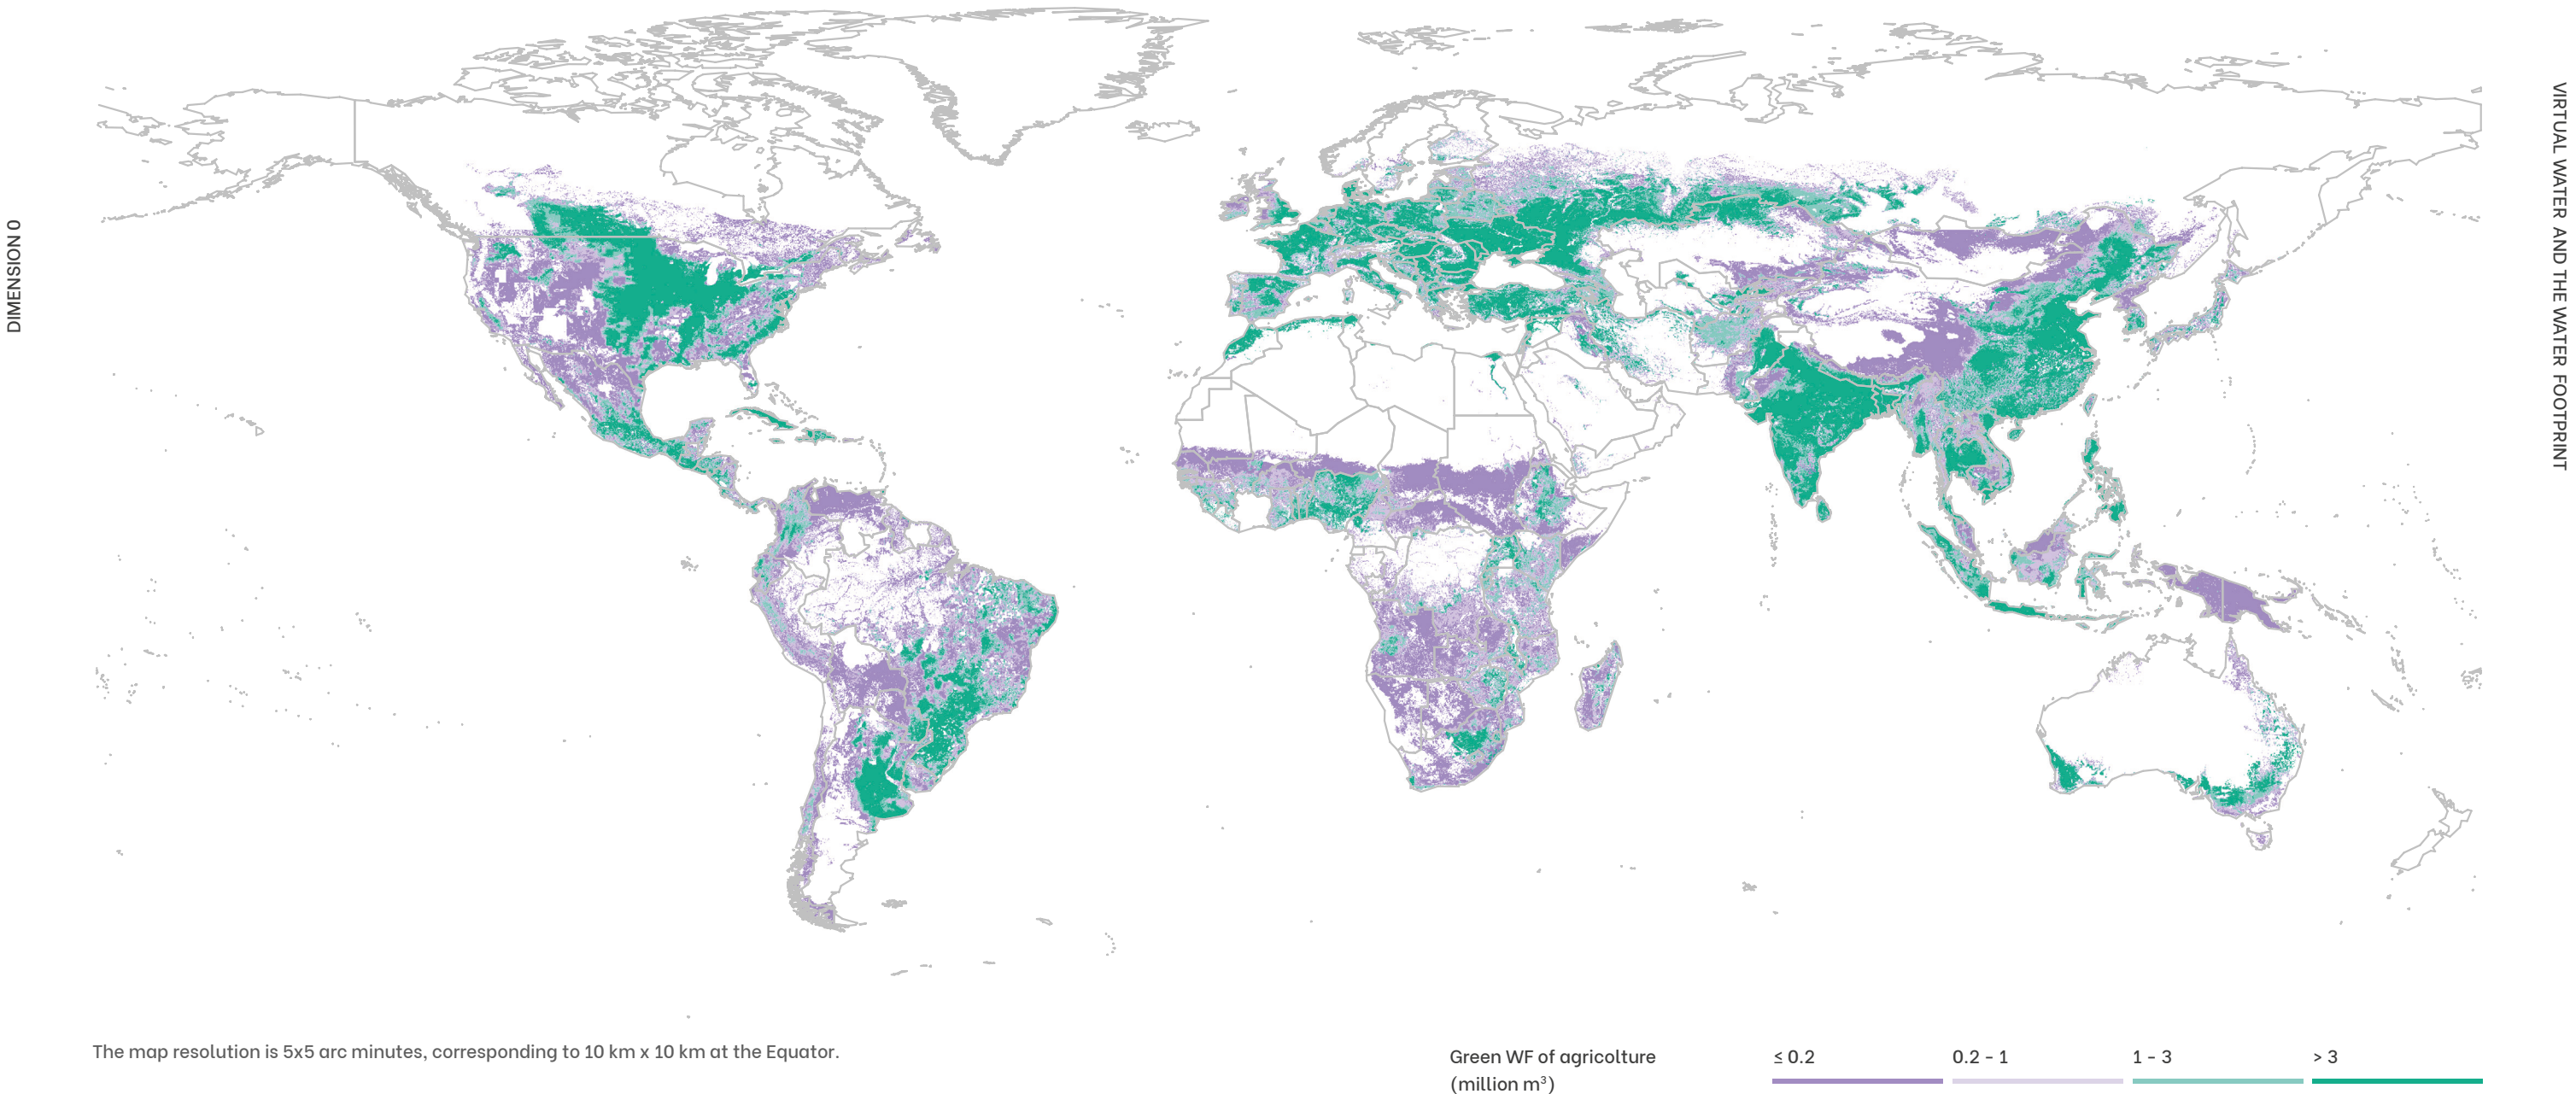 DIMENSION 0
VIRTUAL WATER AND THE WATER FOOTPRINT
The map resolution is 5x5 arc minutes, corresponding to 10 km x 10 km at the Equator.
Green WF of agricolture
(million m³)
≤ 0.2
0.2 - 1
1 - 3
> 3